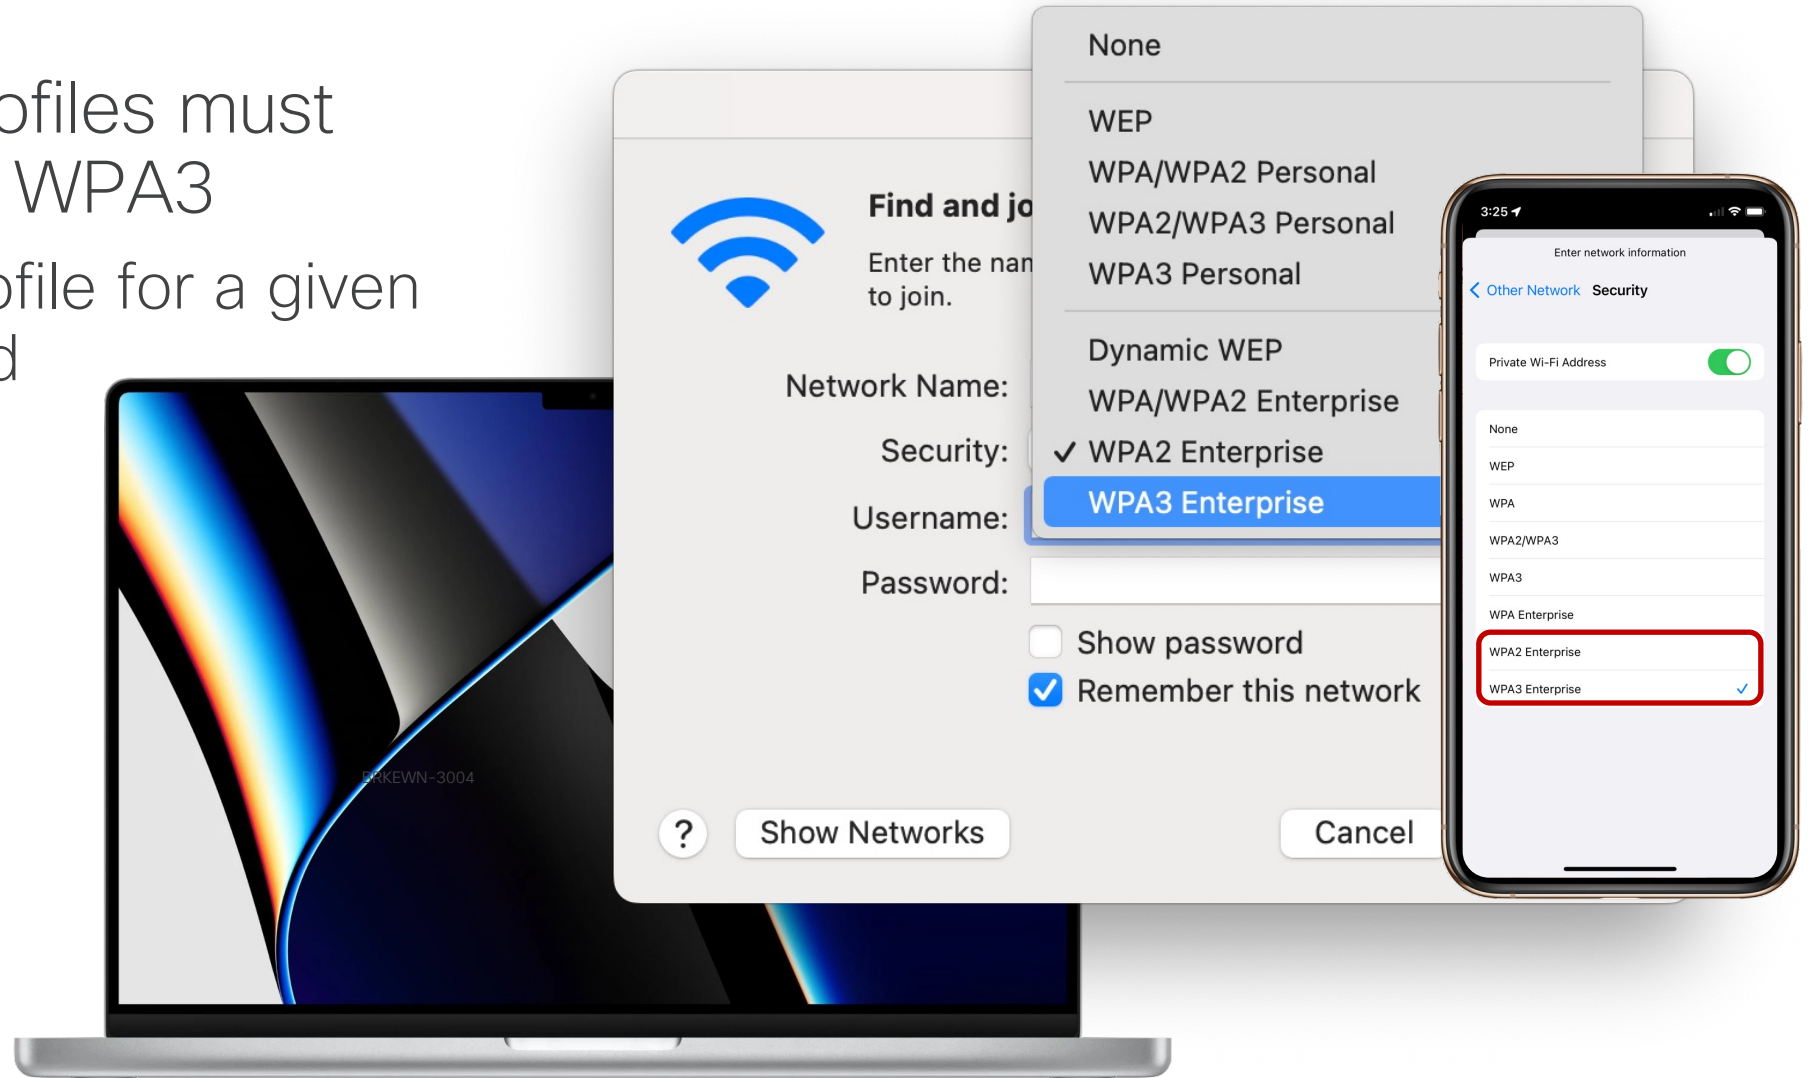 ofiles must
WPA3
ofile for a given
d
None
WEP
WPA/WPA2 Personal
WPA2/WPA3 Personal
WPA3 Personal
Dynamic WEP
WPA/WPA2 Enterprise
✓ WPA2 Enterprise
WPA3 Enterprise
Find and jo
Enter the nan
to join.
Network Name:
Security:
Username:
Password:
Show password
Remember this network
?
Show Networks
Cancel
3:25
Enter network information
Other Network Security
Private Wi-Fi Address
None
WEP
WPA
WPA2/WPA3
WPA3
WPA Enterprise
WPA2 Enterprise
WPA3 Enterprise ✓
BRKEWN-3004